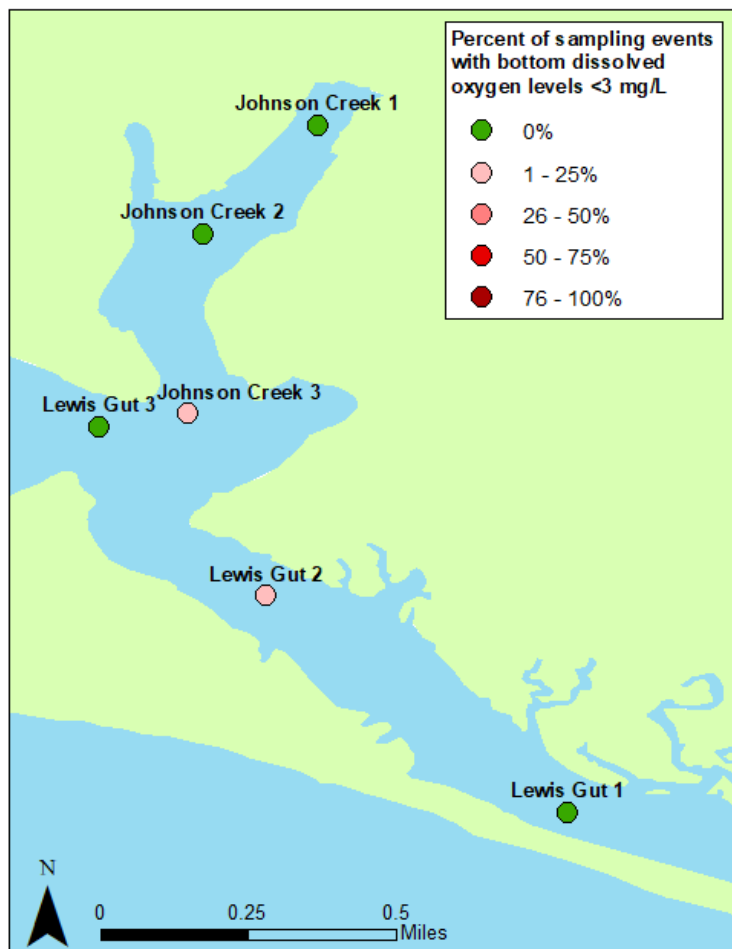 Percent of sampling events
with bottom dissolved
oxygen levels <3 mg/L
0%
1 - 25%
26 - 50%
50 - 75%
76 - 100%
Johnson Creek 1
Johnson Creek 2
Johnson Creek 3
Lewis Gut 3
Lewis Gut 2
Lewis Gut 1
N
0 0.25 0.5
Miles